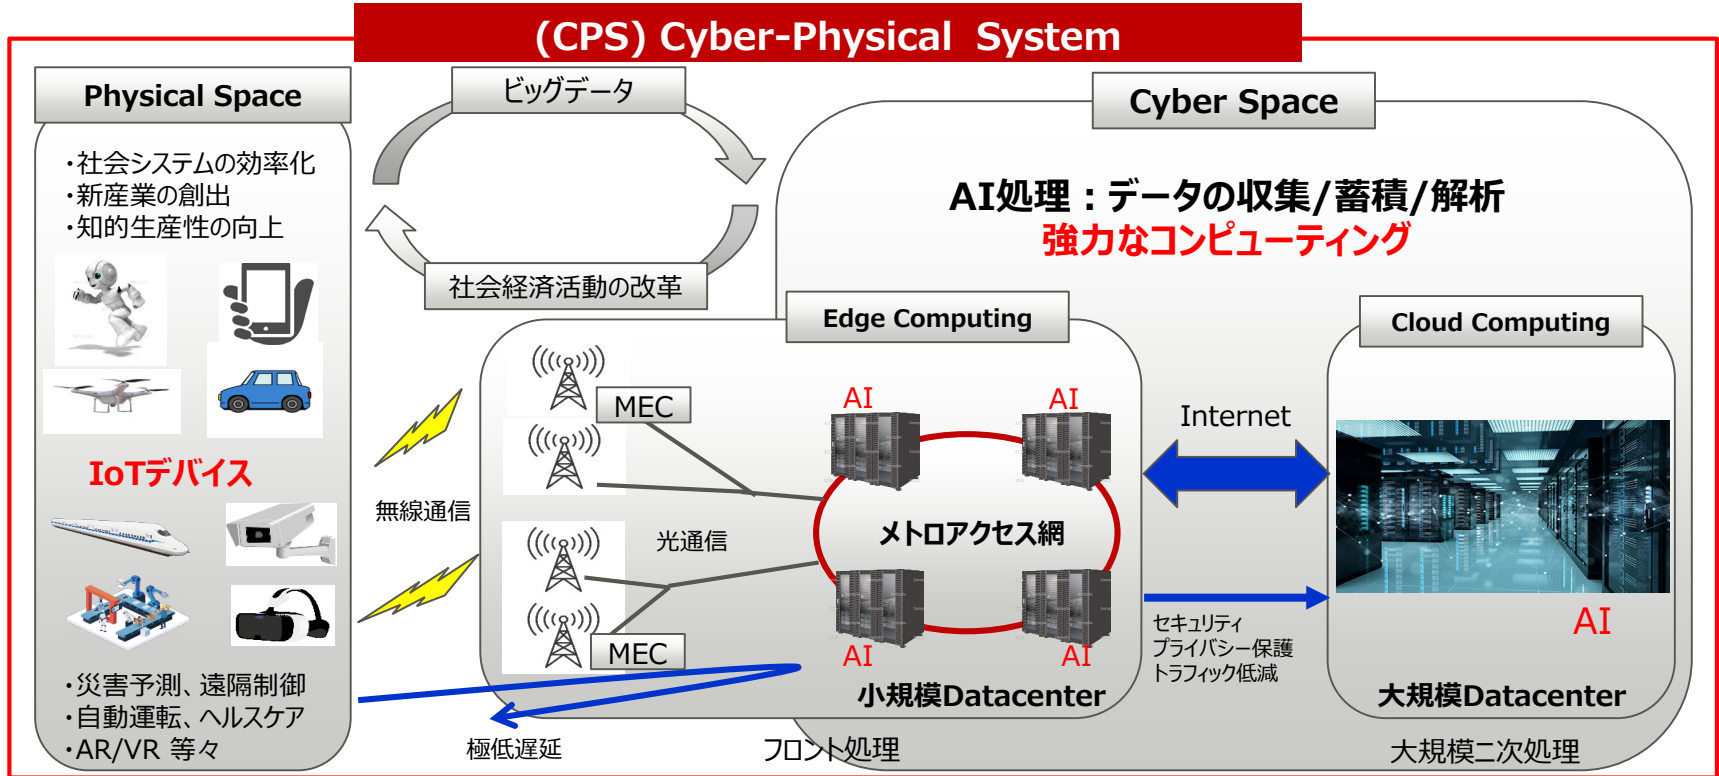 (CPS) Cyber-Physical System
Physical Space
・社会システムの効率化
・新産業の創出
・知的生産性の向上
IoTデバイス
・災害予測、遠隔制御
・自動運転、ヘルスケア
・AR/VR 等々
ビッグデータ
社会経済活動の改革
無線通信
極低遅延
Cyber Space
AI処理：データの収集/蓄積/解析
強力なコンピューティング
Edge Computing
MEC
光通信
MEC
AI
AI
メトロアクセス網
AI
AI
小規模Datacenter
フロント処理
Internet
セキュリティ
プライバシー保護
トラフィック低減
Cloud Computing
AI
大規模Datacenter
大規模二次処理